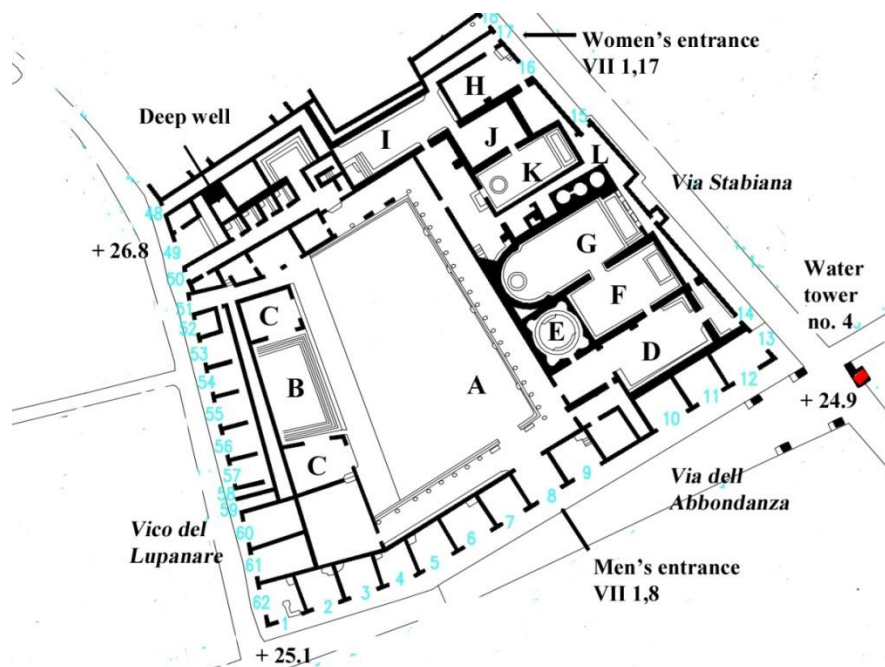 18
17
Women's entrance
VII 1,17
16
H
Deep well
15
J
I
L
K
Via Stabiana
48
+ 26.8
49
G
50
Water
tower
no. 4
F
51
C
52
14
E
13
53
D
12
B
A
54
11
+ 24.9
10
55
C
56
9
57
Via dell
Abbondanza
58
8
59
7
Vico del
Lupanare
60
6
5
61
4
Men's entrance
VII 1,8
3
62
2
1
+ 25.1